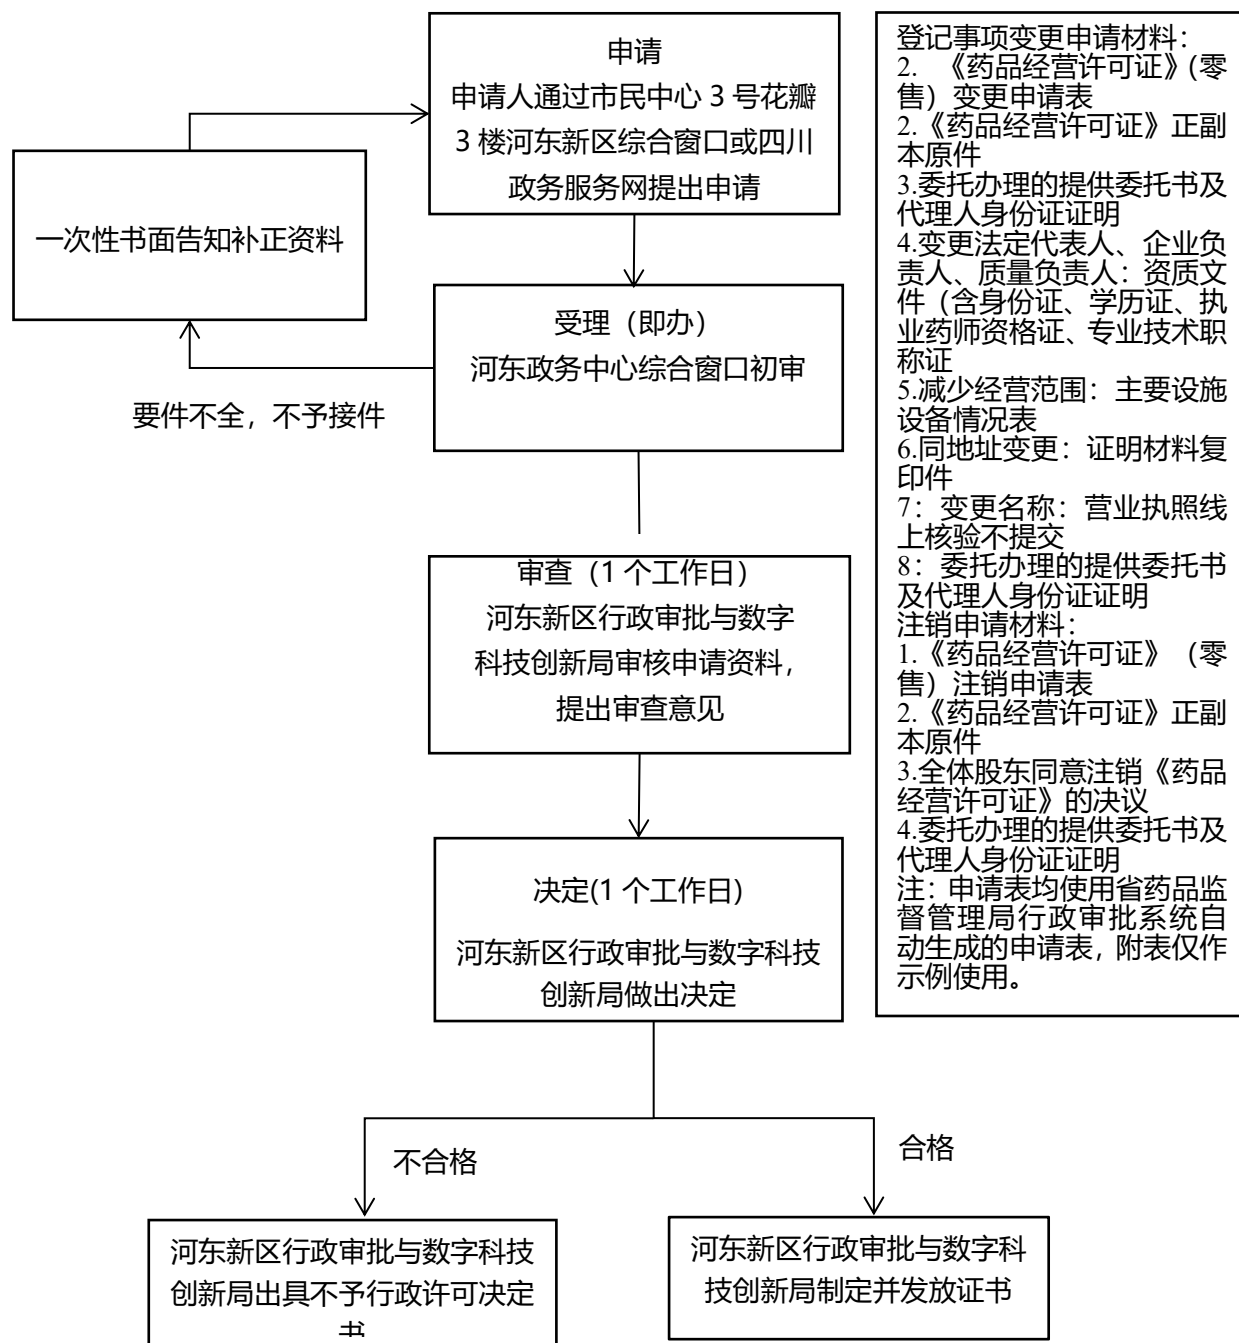 申请
申请人通过市民中心 3 号花瓣
3 楼河东新区综合窗口或四川
政务服务网提出申请
一次性书面告知补正资料
受理（即办）
河东政务中心综合窗口初审
要件不全，不予接件
审查（1 个工作日）
河东新区行政审批与数字
科技创新局审核申请资料，
提出审查意见
决定(1 个工作日)
河东新区行政审批与数字科技
创新局做出决定
不合格
合格
河东新区行政审批与数字科技
创新局出具不予行政许可决定
书
河东新区行政审批与数字科
技创新局制定并发放证书
登记事项变更申请材料：
2. 《药品经营许可证》（零
售）变更申请表
2.《药品经营许可证》正副
本原件
3.委托办理的提供委托书及
代理人身份证证明
4.变更法定代表人、企业负
责人、质量负责人：资质文
件（含身份证、学历证、执
业药师资格证、专业技术职
称证
5.减少经营范围：主要设施
设备情况表
6.同地址变更：证明材料复
印件
7：变更名称：营业执照线
上核验不提交
8：委托办理的提供委托书
及代理人身份证证明
注销申请材料：
1.《药品经营许可证》（零
售）注销申请表
2.《药品经营许可证》正副
本原件
3.全体股东同意注销《药品
经营许可证》的决议
4.委托办理的提供委托书及
代理人身份证证明
注：申请表均使用省药品监
督管理局行政审批系统自
动生成的申请表，附表仅作
示例使用。